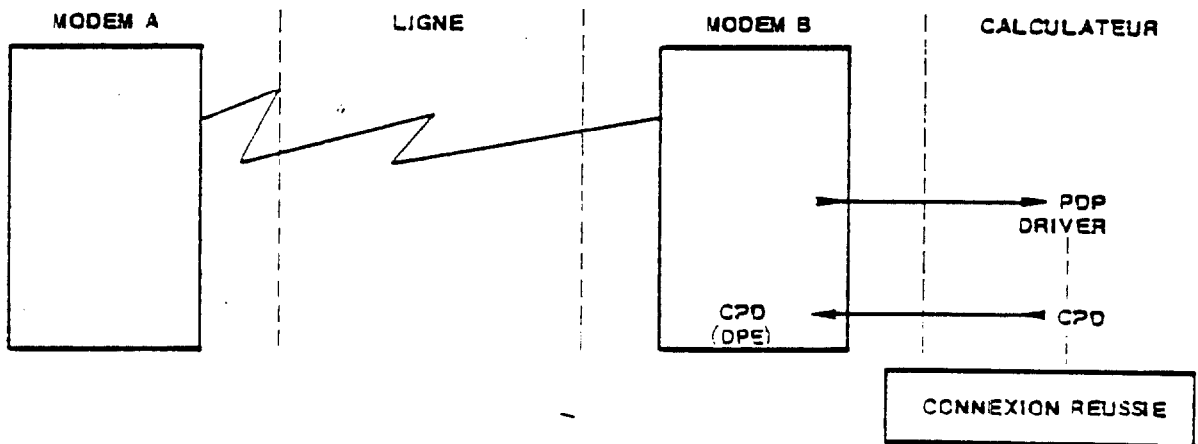 MODEM A
LIGNE
MODEM B
CALCULATEUR
PDP
DRIVER
CPD
(DPE)
CPD
CONNEXION REUSSIE